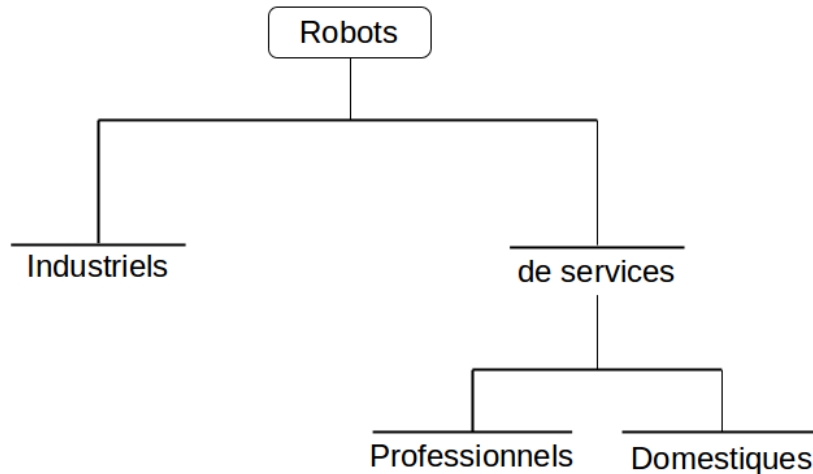 Robots
Industriels
de services
Professionnels
Domestiques